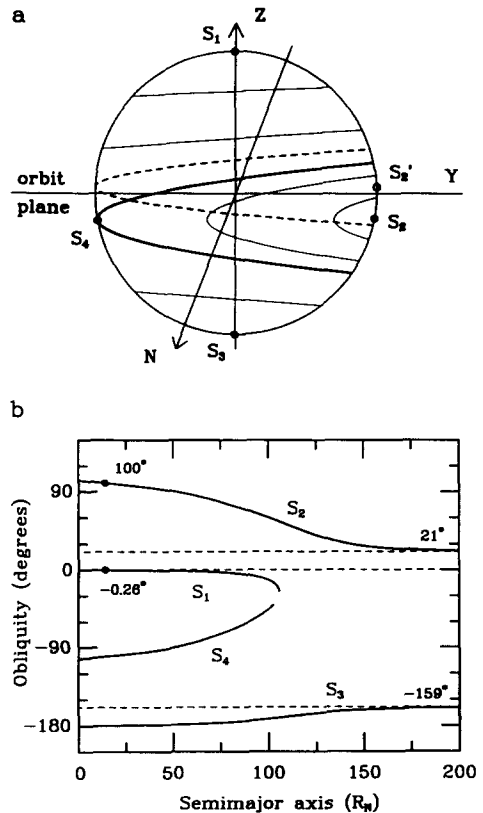 a
Z
S₁
orbit
plane
Y
S₂'
S₂
S₄
N
S₃
b
Obliquity (degrees)
90
0
−90
−180
100°
S₂
21°
−0.26°
S₁
S₄
S₃
−159°
0
50
100
150
200
Semimajor axis (R_N)